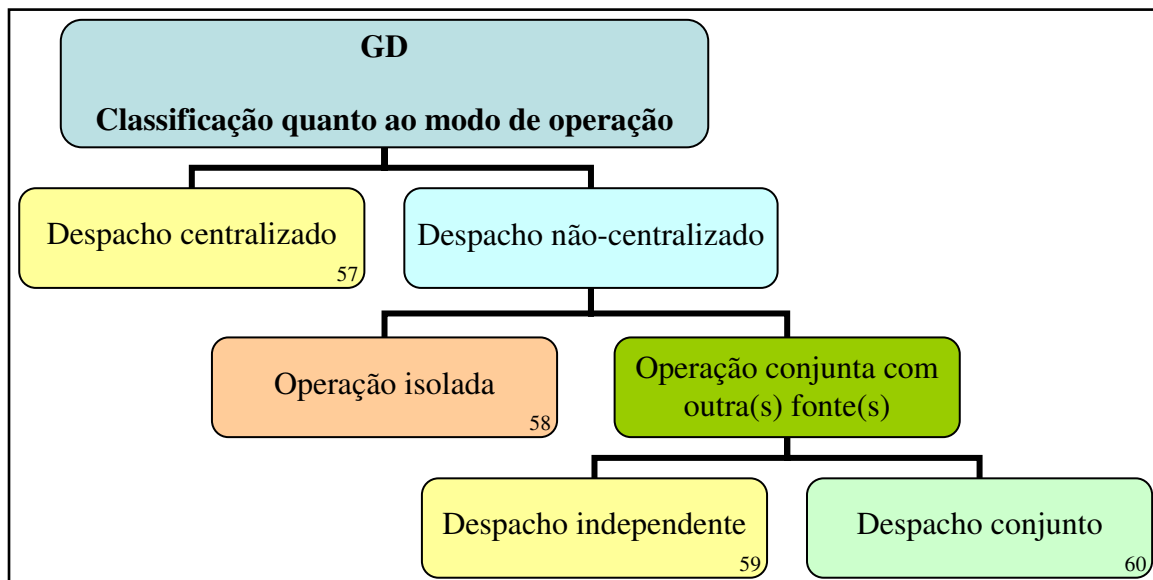 GD
Classificação quanto ao modo de operação
Despacho centralizado
57
Despacho não-centralizado
Operação isolada
58
Operação conjunta com
outra(s) fonte(s)
Despacho independente
59
Despacho conjunto
60